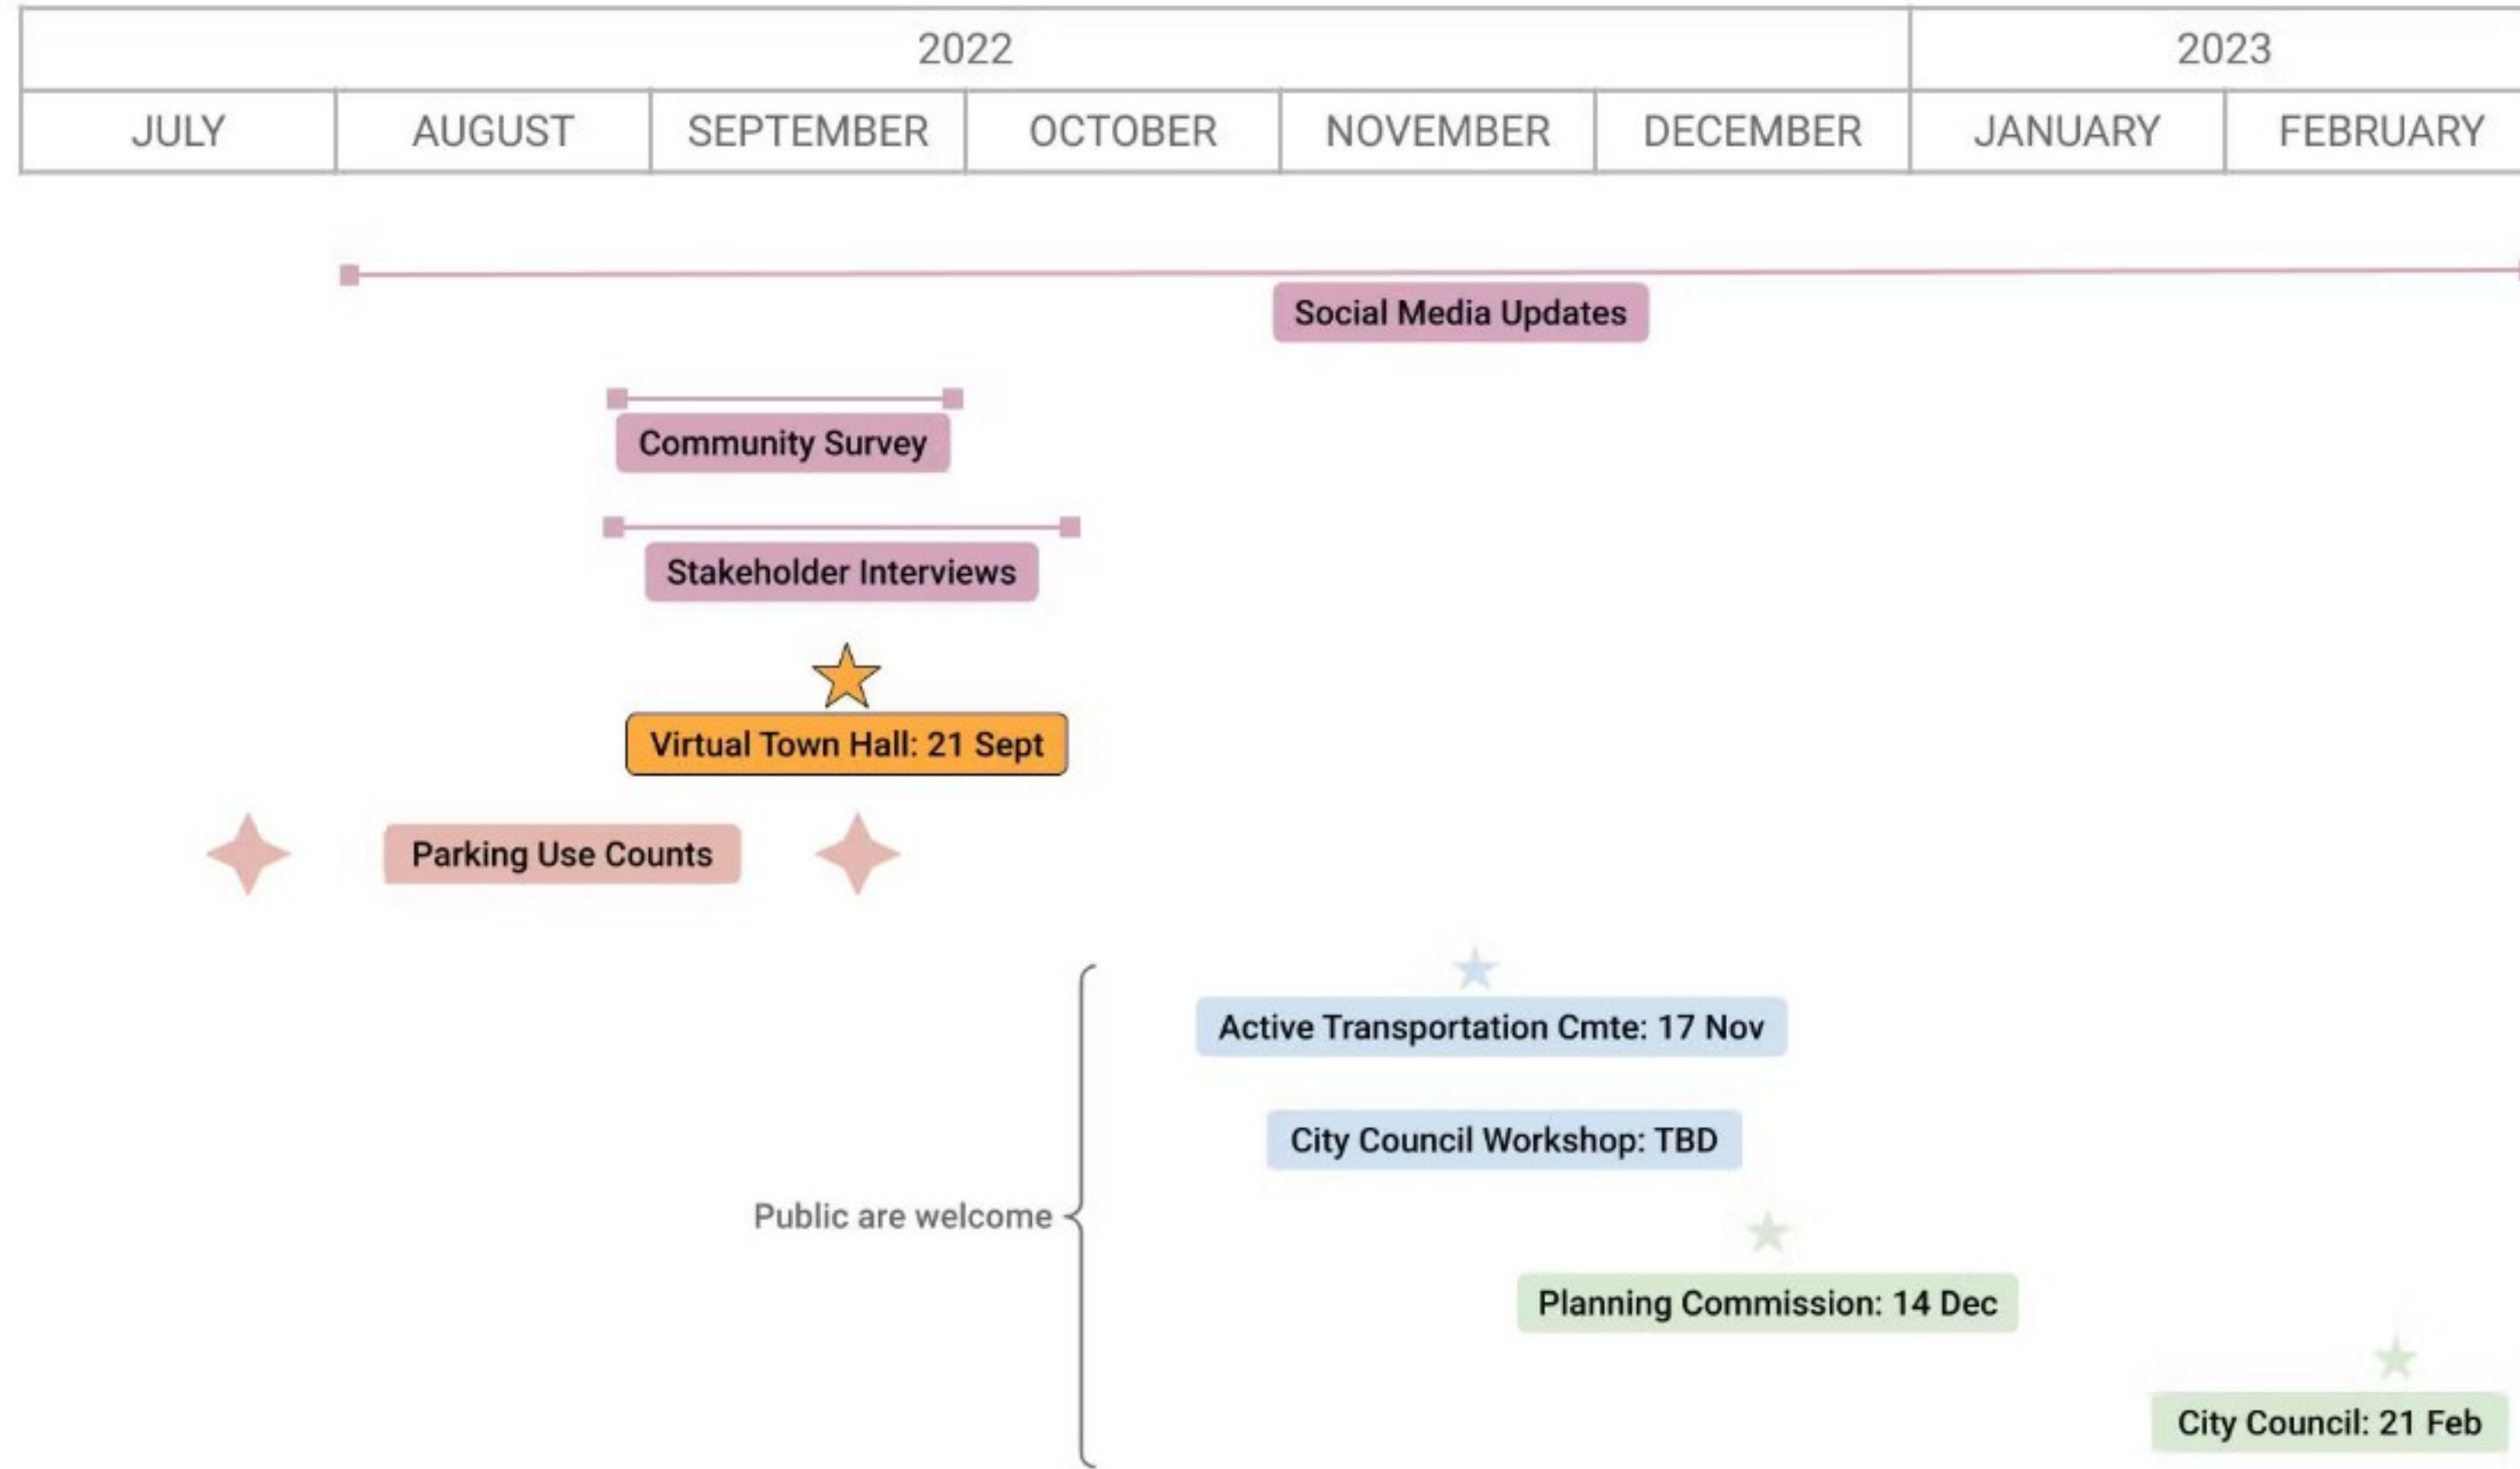 2022
2023
JULY
AUGUST
SEPTEMBER
OCTOBER
NOVEMBER
DECEMBER
JANUARY
FEBRUARY
Social Media Updates
Community Survey
Stakeholder Interviews
Virtual Town Hall: 21 Sept
Parking Use Counts
Active Transportation Cmte: 17 Nov
City Council Workshop: TBD
Public are welcome
Planning Commission: 14 Dec
City Council: 21 Feb